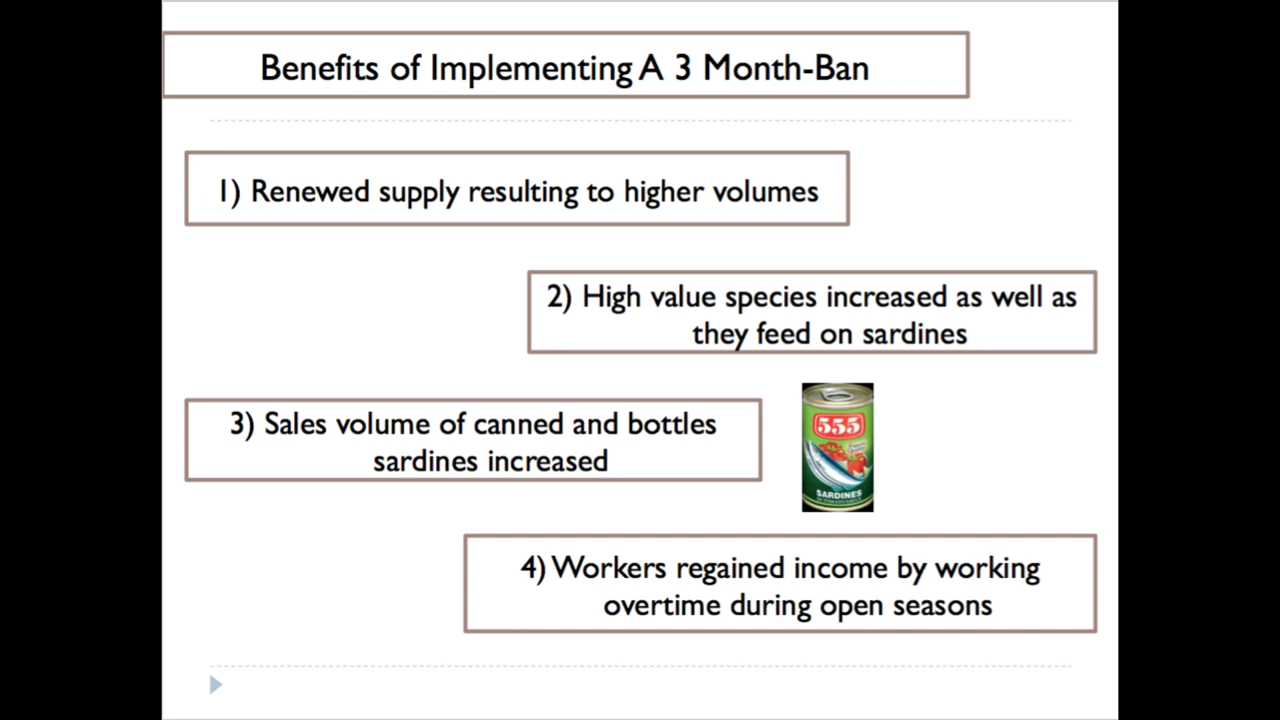 Benefits of Implementing A 3 Month-Ban
1) Renewed supply resulting to higher volumes
2) High value species increased as well as
they feed on sardines
3) Sales volume of canned and bottles
sardines increased
555
SARDINES
4) Workers regained income by working
overtime during open seasons